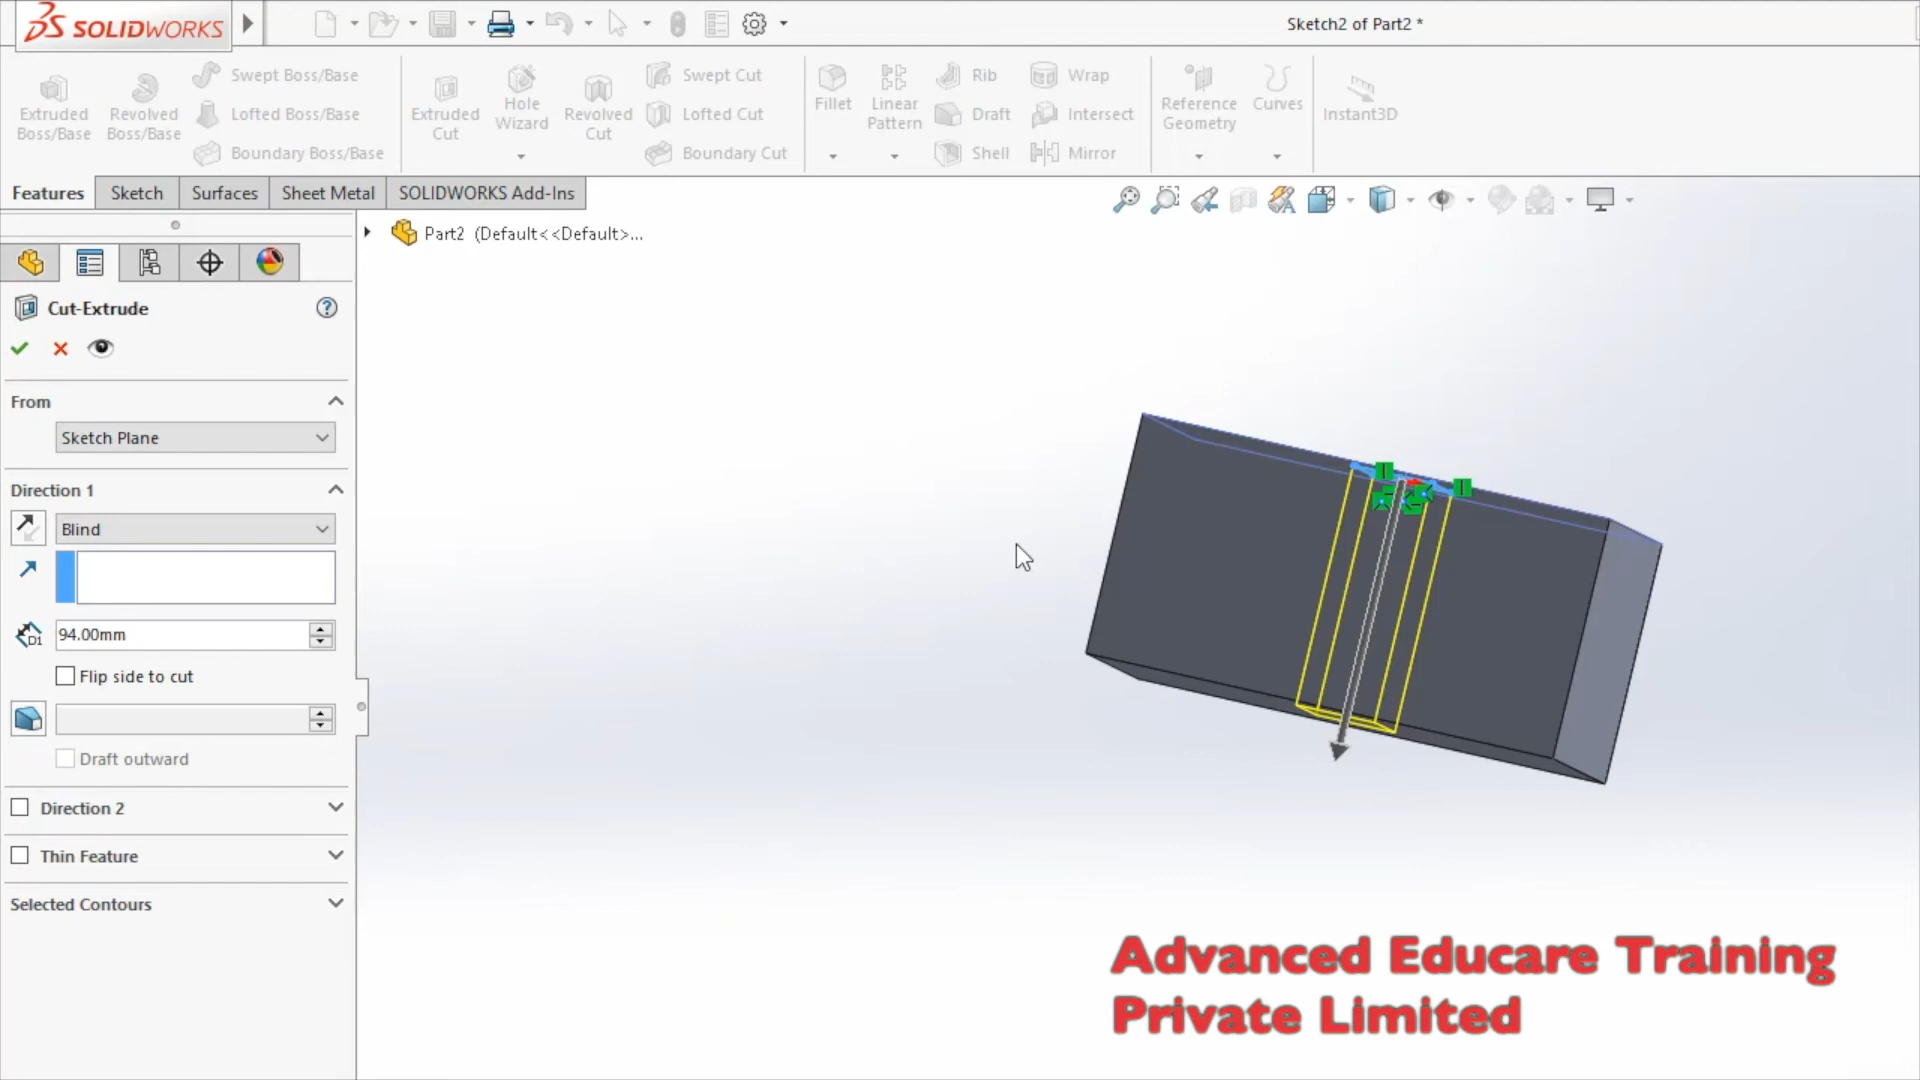 SOLIDWORKS
Sketch2 of Part2 *
Extruded Boss/Base
Revolved Boss/Base
Swept Boss/Base
Lofted Boss/Base
Boundary Boss/Base
Extruded Cut
Hole Wizard
Revolved Cut
Swept Cut
Lofted Cut
Boundary Cut
Fillet
Linear Pattern
Rib
Draft
Shell
Wrap
Intersect
Mirror
Reference Geometry
Curves
Instant3D
Features
Sketch
Surfaces
Sheet Metal
SOLIDWORKS Add-Ins
Part2 (Default<<Default>...
Cut-Extrude
From
Sketch Plane
Direction 1
Blind
D1
94.00mm
Flip side to cut
Draft outward
Direction 2
Thin Feature
Selected Contours
Advanced Educare Training
Private Limited